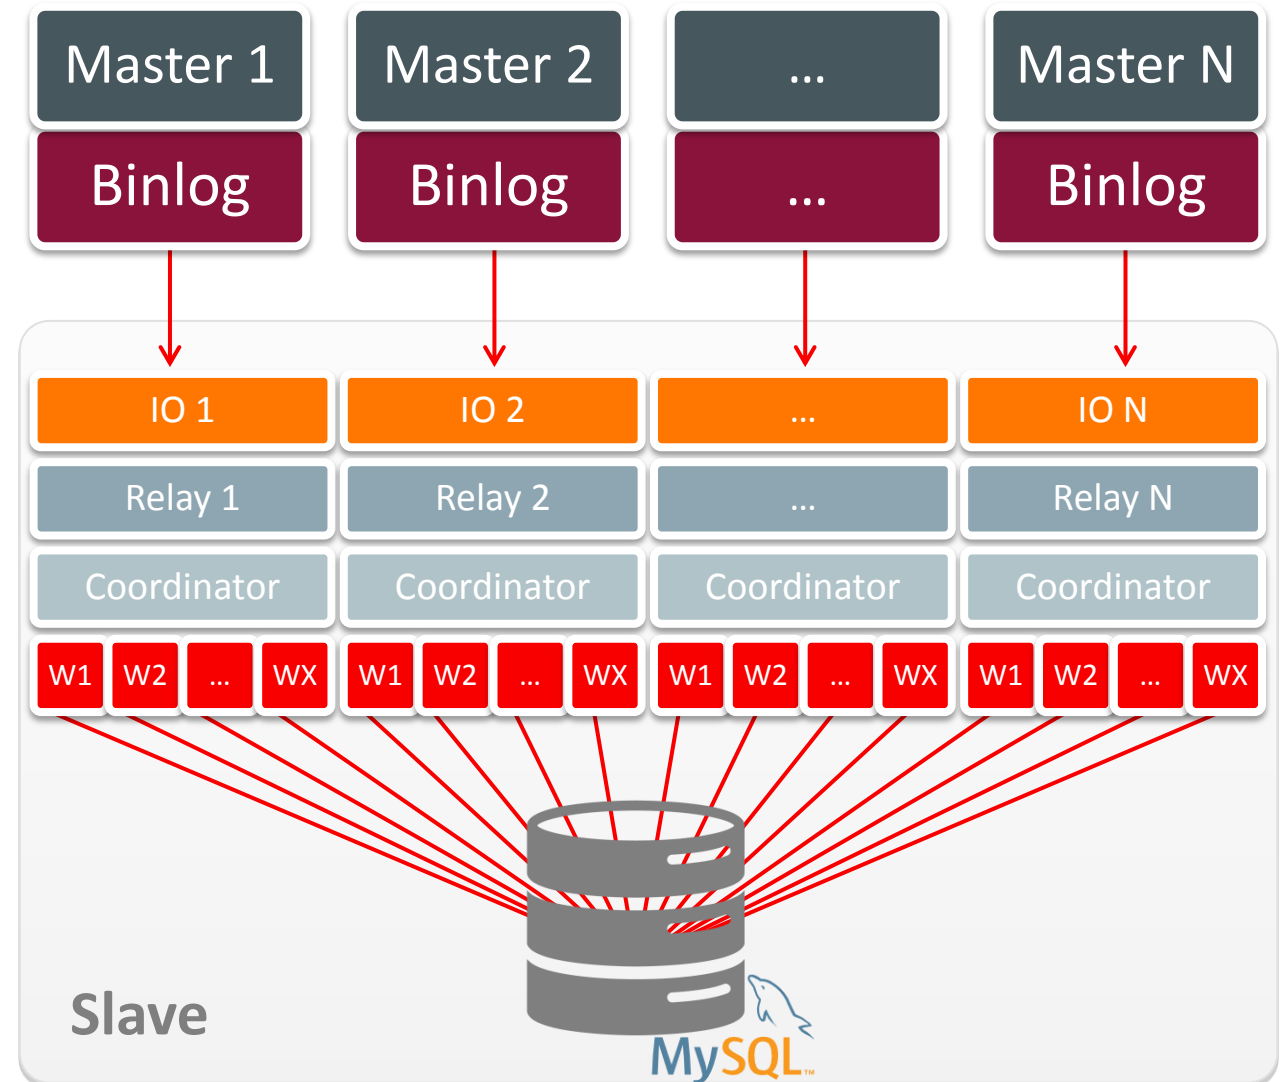 Master 1 Master 2 ... Master N
Binlog Binlog ... Binlog
IO 1 IO 2 ... IO N
Relay 1 Relay 2 ... Relay N
Coordinator Coordinator Coordinator Coordinator
W1 W2 ... WX W1 W2 ... WX W1 W2 ... WX W1 W2 ... WX
Slave
MySQL™